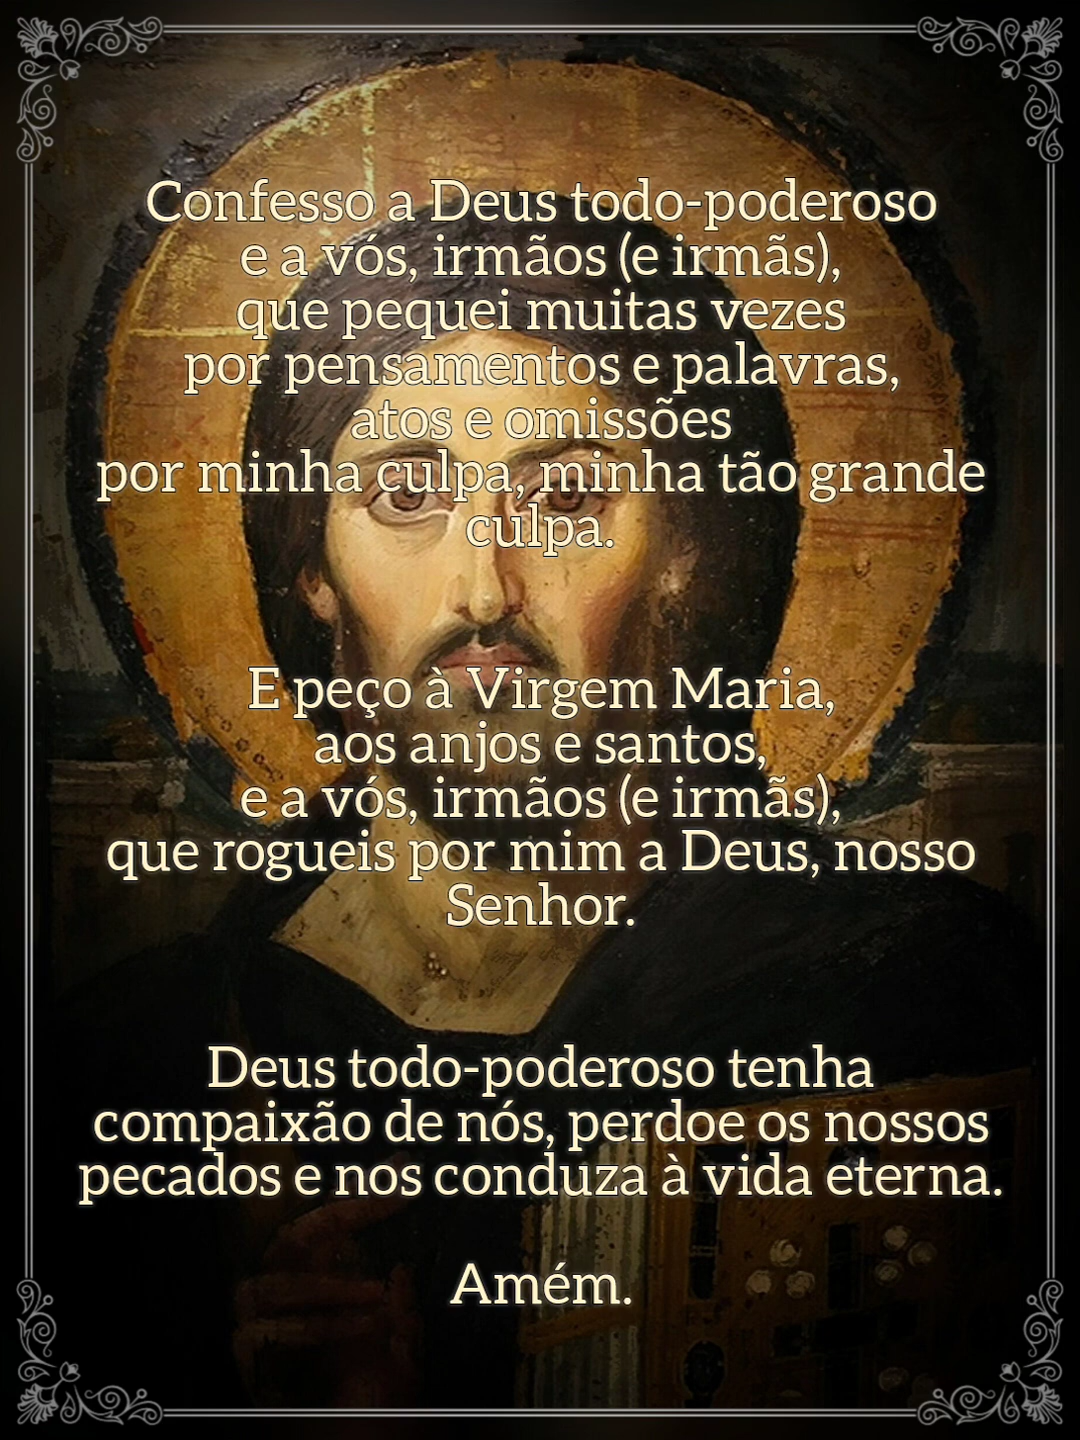 Confesso a Deus todo-poderoso
e a vós, irmãos (e irmãs),
que pequei muitas vezes
por pensamentos e palavras,
atos e omissões
por minha culpa, minha tão grande
culpa.
E peço à Virgem Maria,
aos anjos e santos,
e a vós, irmãos (e irmãs),
que rogueis por mim a Deus, nosso
Senhor.
Deus todo-poderoso tenha
compaixão de nós, perdoe os nossos
pecados e nos conduza à vida eterna.
Amém.